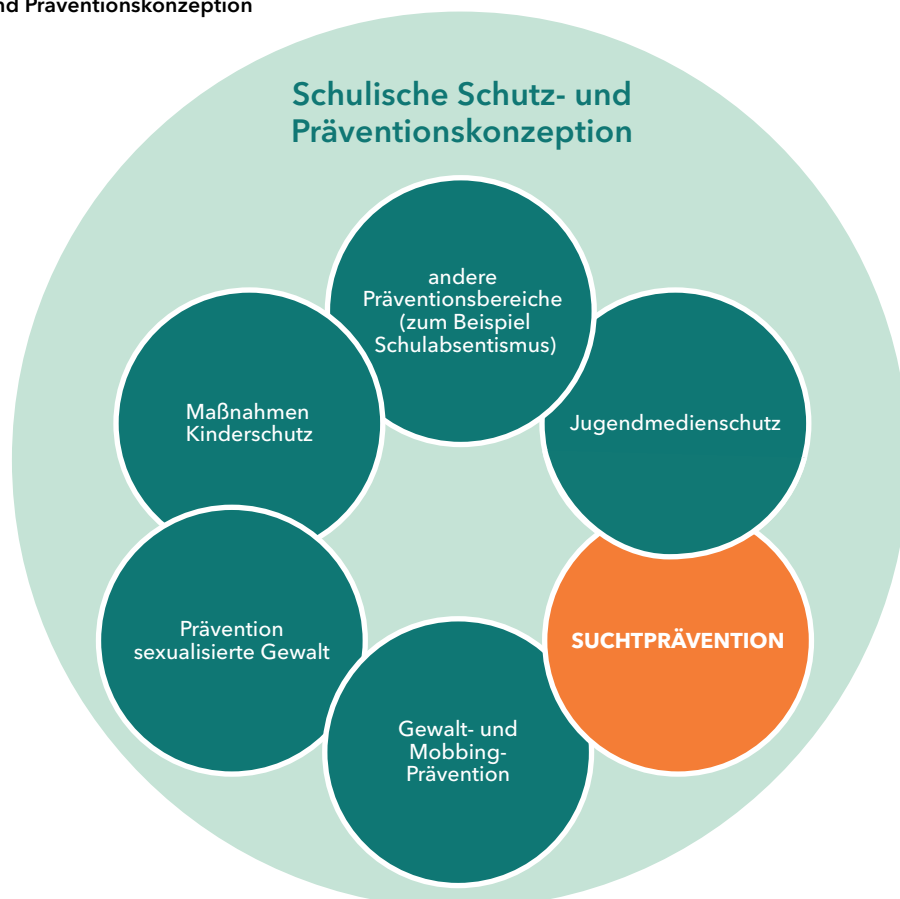 nd Präventionskonzeption
Schulische Schutz- und
Präventionskonzeption
andere
Präventionsbereiche
(zum Beispiel
Schulabsentismus)
Maßnahmen
Kinderschutz
Jugendmedienschutz
Prävention
sexualisierte Gewalt
SUCHTPRÄVENTION
Gewalt- und
Mobbing-
Prävention